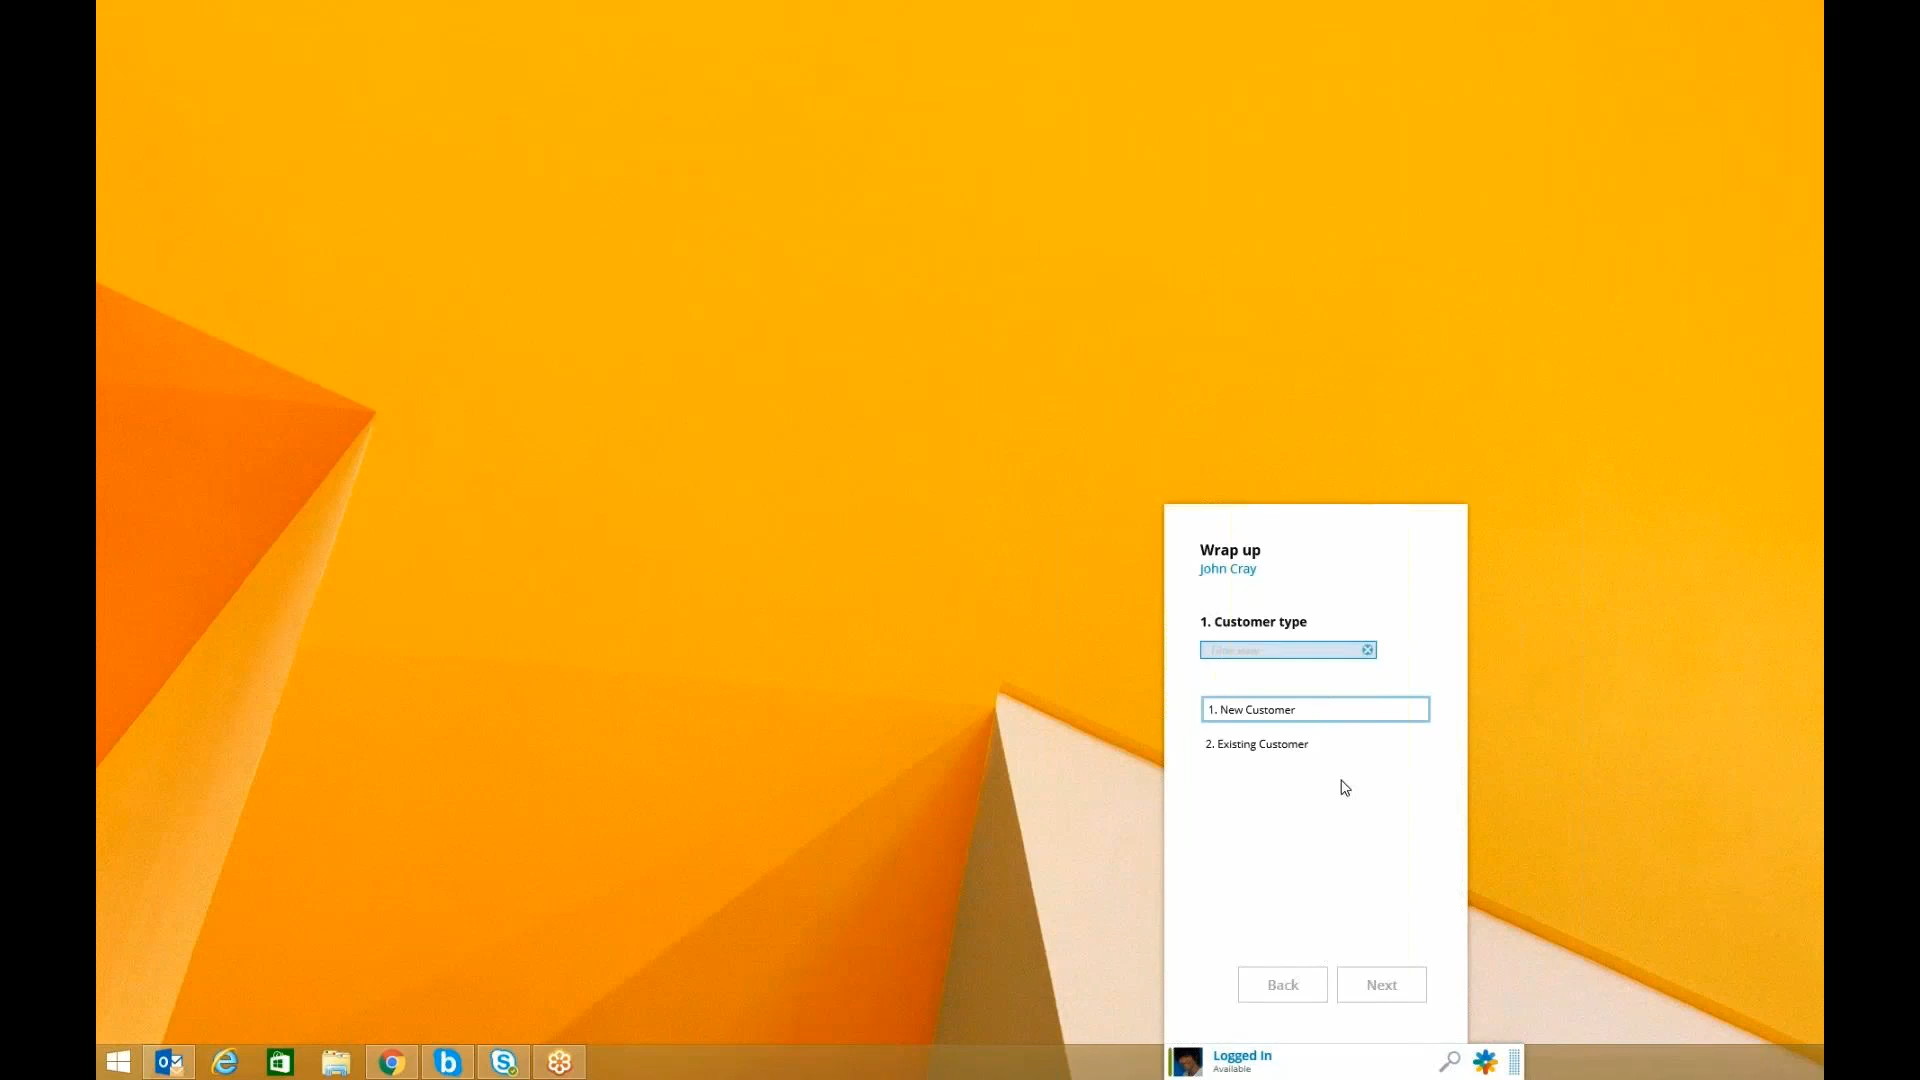 Wrap up
John Cray
1. Customer type
1. New Customer
2. Existing Customer
Back
Next
Logged In
Available